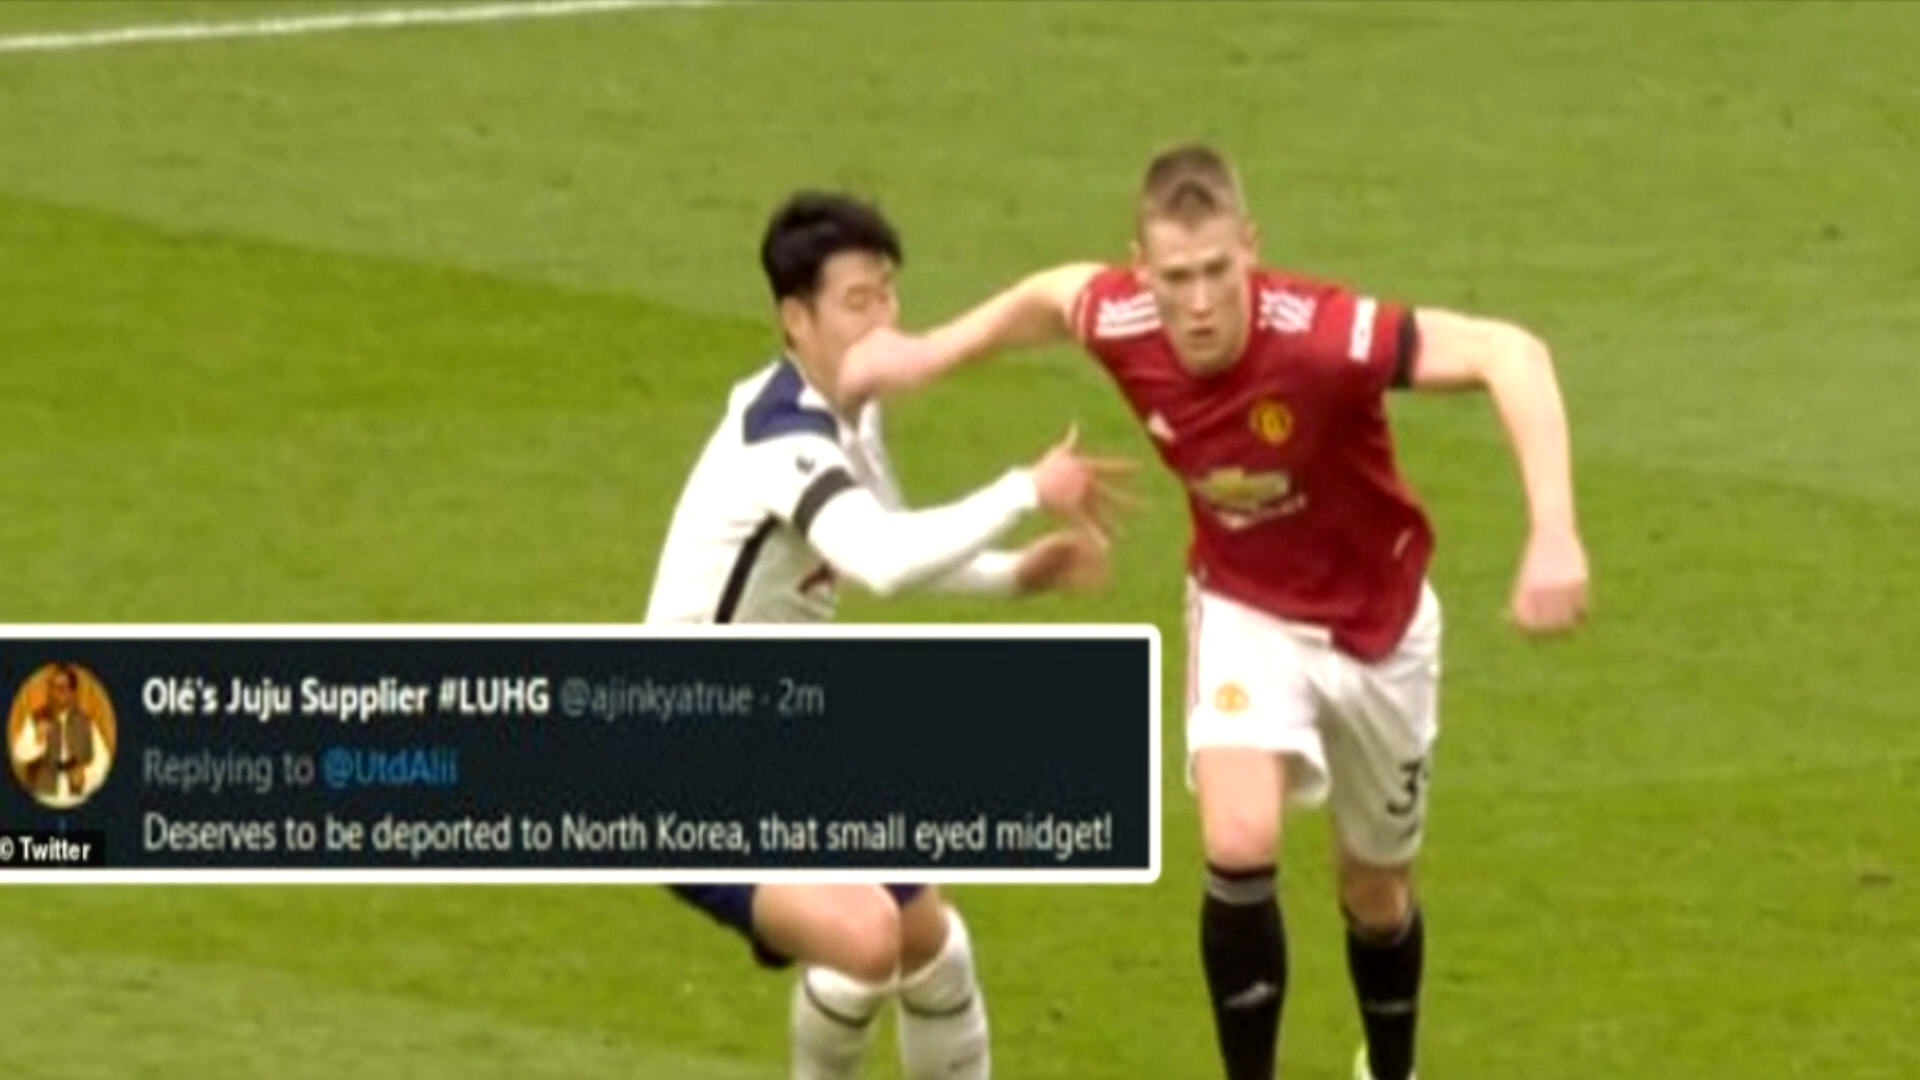 Olé's Juju Supplier #LUHG @ajinkyatrue · 2m
Replying to @UtdAlii
Deserves to be deported to North Korea, that small eyed midget!
© Twitter
3